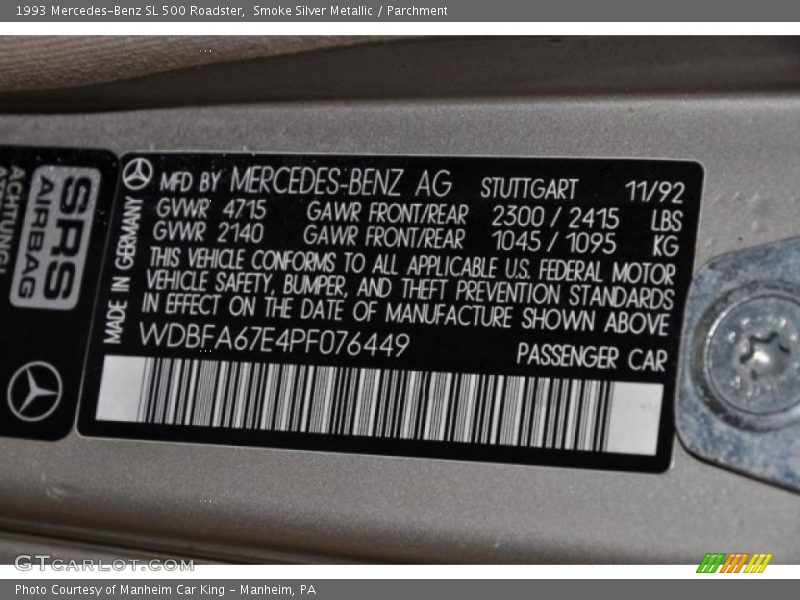 1993 Mercedes-Benz SL 500 Roadster, Smoke Silver Metallic / Parchment
ACHTUNG!
SRS
AIRBAG
MADE IN GERMANY
MFD BY MERCEDES-BENZ AG STUTTGART 11/92
GVWR 4715 GAWR FRONT/REAR 2300 / 2415 LBS
GVWR 2140 GAWR FRONT/REAR 1045 / 1095 KG
THIS VEHICLE CONFORMS TO ALL APPLICABLE U.S. FEDERAL MOTOR
VEHICLE SAFETY, BUMPER, AND THEFT PREVENTION STANDARDS
IN EFFECT ON THE DATE OF MANUFACTURE SHOWN ABOVE
WDBFA67E4PF076449
PASSENGER CAR
GTCARLOT.COM
Photo Courtesy of Manheim Car King - Manheim, PA